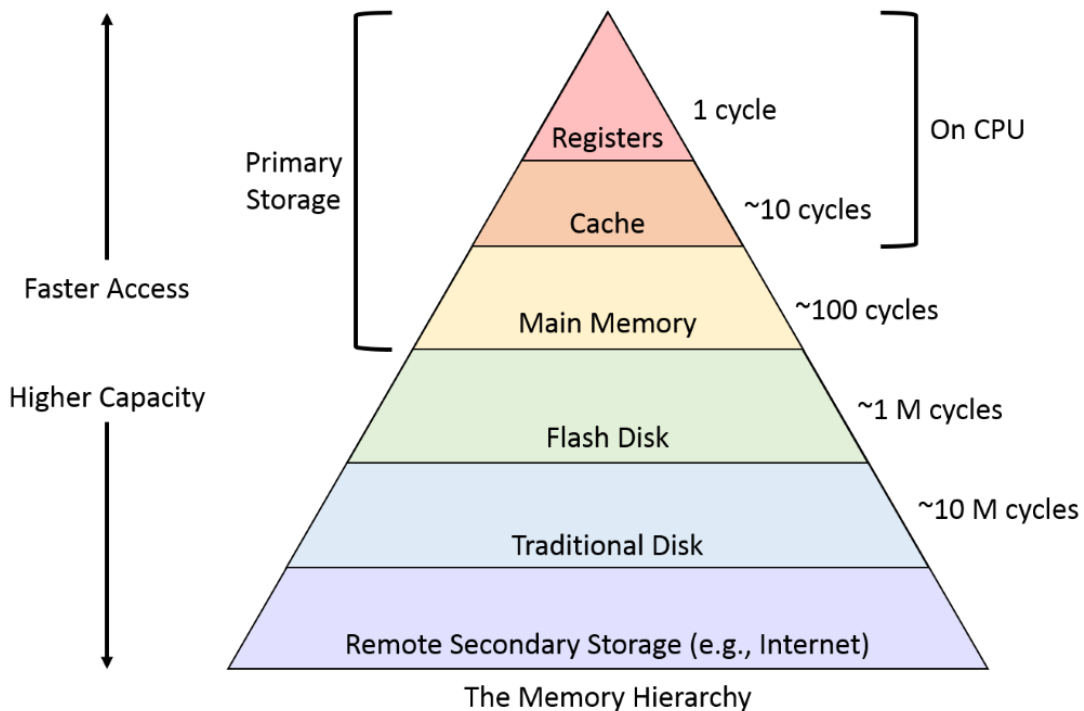 Registers
1 cycle
On CPU
Primary
Storage
Cache
~10 cycles
Faster Access
Main Memory
~100 cycles
Higher Capacity
Flash Disk
~1 M cycles
Traditional Disk
~10 M cycles
Remote Secondary Storage (e.g., Internet)
The Memory Hierarchy